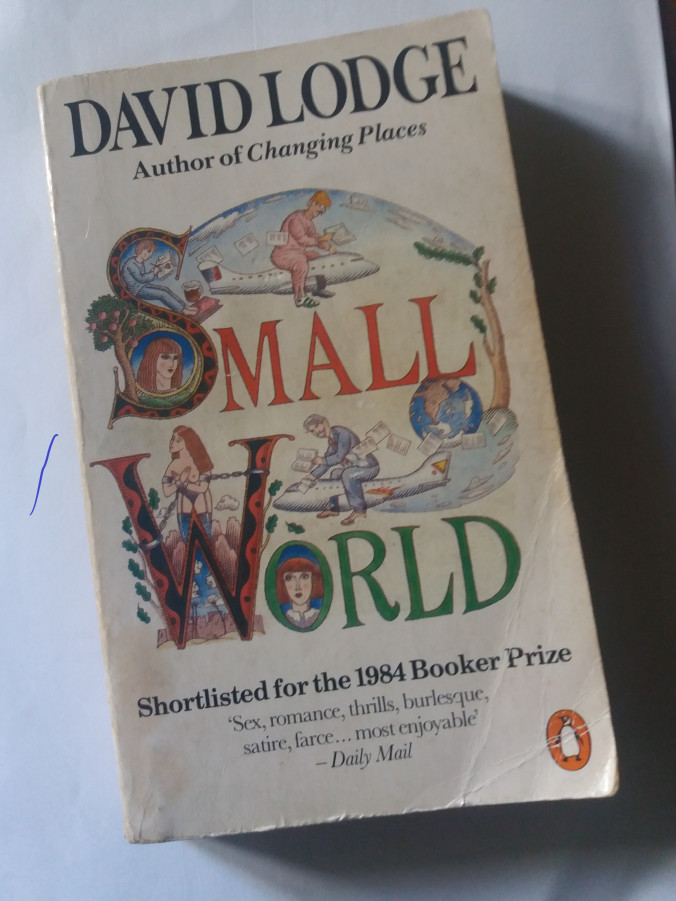 DAVID LODGE
Author of Changing Places
SMALL
WORLD
Shortlisted for the 1984 Booker Prize
‘Sex, romance, thrills, burlesque,
satire, farce... most enjoyable’
– Daily Mail